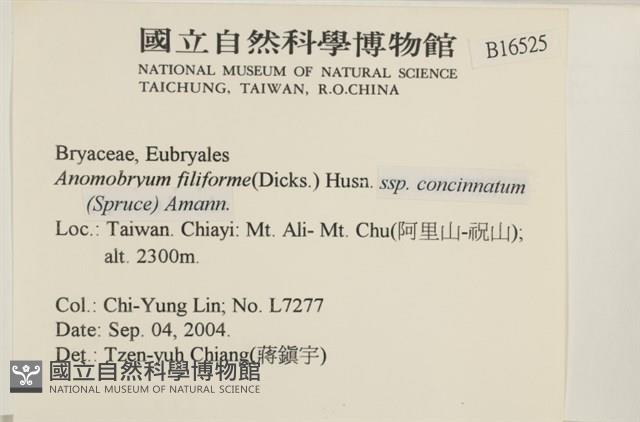 國立自然科學博物館
B16525
NATIONAL MUSEUM OF NATURAL SCIENCE
TAICHUNG, TAIWAN, R.O.CHINA
Bryaceae, Eubryales
Anomobryum filiforme(Dicks.) Husn. ssp. concinnatum
(Spruce) Amann.
Loc.: Taiwan. Chiayi: Mt. Ali- Mt. Chu(阿里山-祝山);
alt. 2300m.
Col.: Chi-Yung Lin; No. L7277
Date: Sep. 04, 2004.
Det.: Tzen-yuh Chiang(蔣鎭宇)
國立自然科學博物館
NATIONAL MUSEUM OF NATURAL SCIENCE